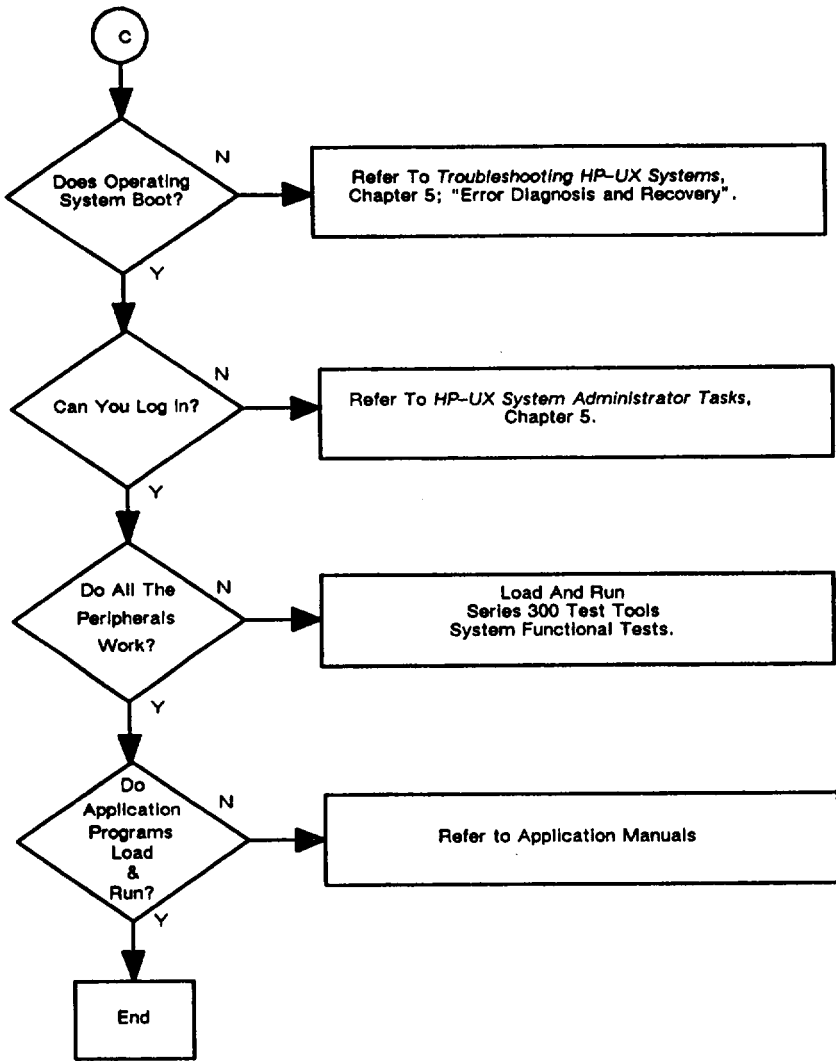 C
Does Operating
System Boot?
N
Refer To Troubleshooting HP-UX Systems,
Chapter 5; "Error Diagnosis and Recovery".
Y
Can You Log In?
N
Refer To HP-UX System Administrator Tasks,
Chapter 5.
Y
Do All The
Peripherals
Work?
N
Load And Run
Series 300 Test Tools
System Functional Tests.
Y
Do
Application
Programs
Load
&
Run?
N
Refer to Application Manuals
Y
End